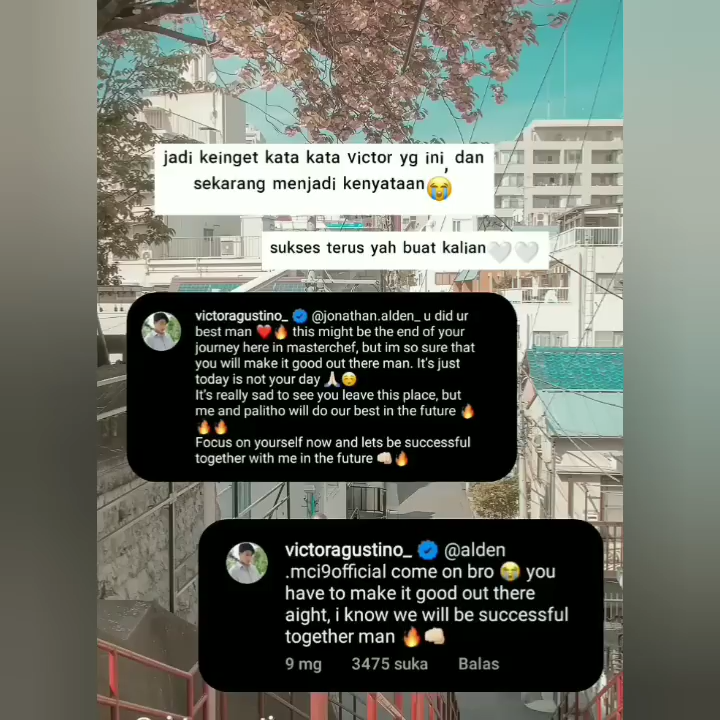 jadi keinget kata kata victor yg ini, dan
sekarang menjadi kenyataan😭
sukses terus yah buat kalian🤍🤍
victoragustino_ @jonathan.alden_ u did ur
best man ❤️🔥 this might be the end of your
journey here in masterchef, but im so sure that
you will make it good out there man. It's just
today is not your day 🙏🏻☺️
It's really sad to see you leave this place, but
me and palitho will do our best in the future 🔥
🔥🔥
Focus on yourself now and lets be successful
together with me in the future 👊🏻🔥
victoragustino_ @alden
.mci9official come on bro 😭 you
have to make it good out there
aight, i know we will be successful
together man 🔥👊🏻
9 mg 3475 suka Balas